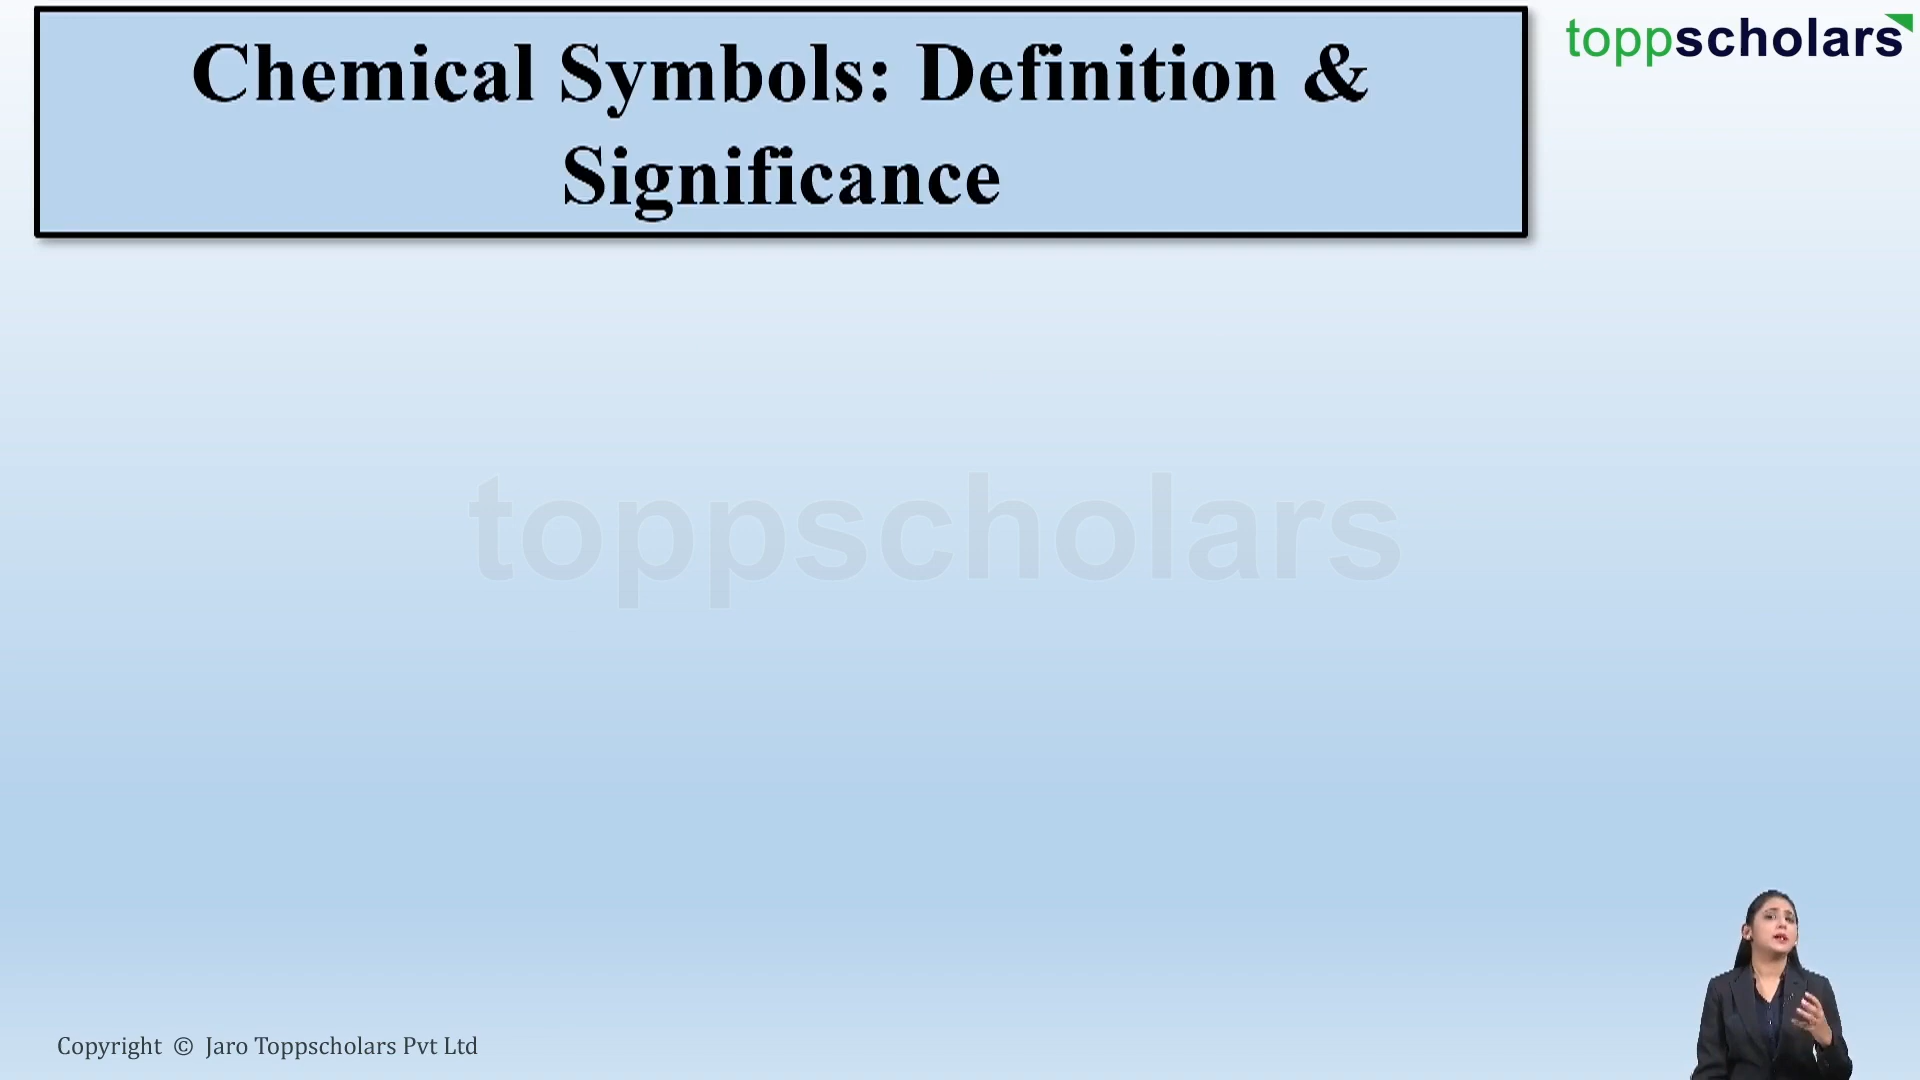 Chemical Symbols: Definition &
Significance
toppscholars
toppscholars
Copyright © Jaro Toppscholars Pvt Ltd